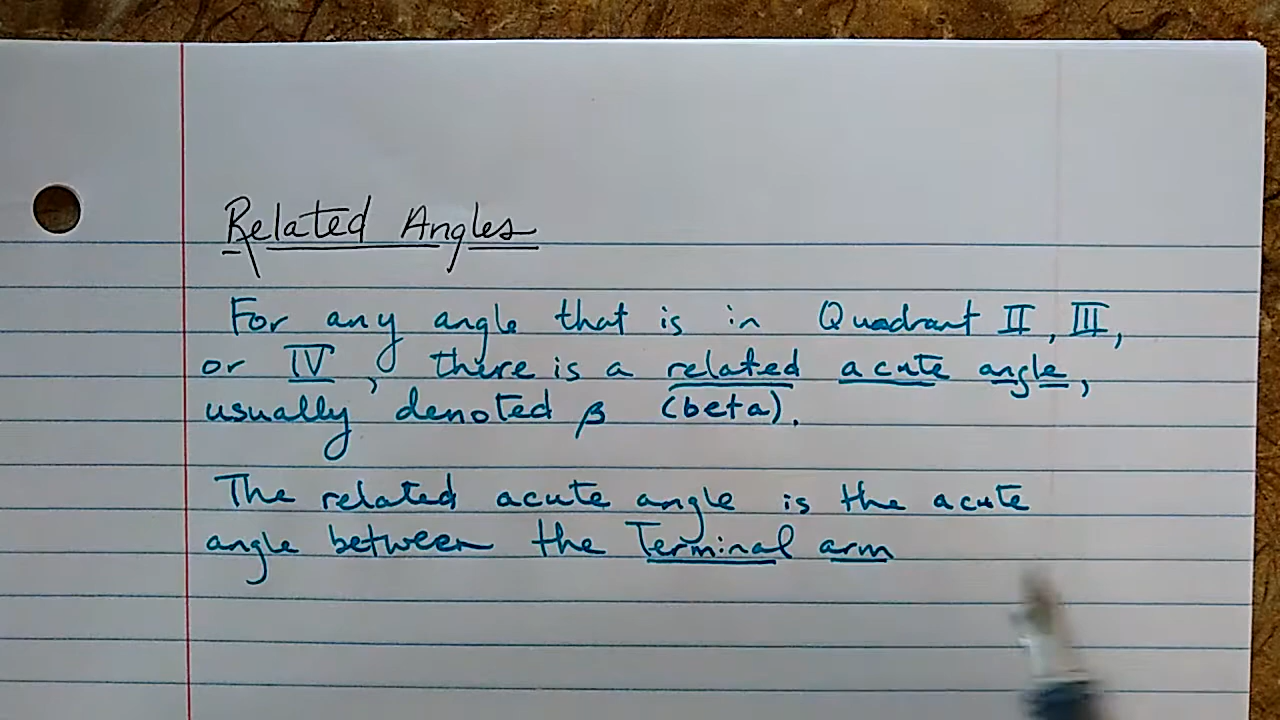 Related Angles
For any angle that is in Quadrant II, III,
or IV, there is a related acute angle,
usually denoted β (beta).
The related acute angle is the acute
angle between the Terminal arm